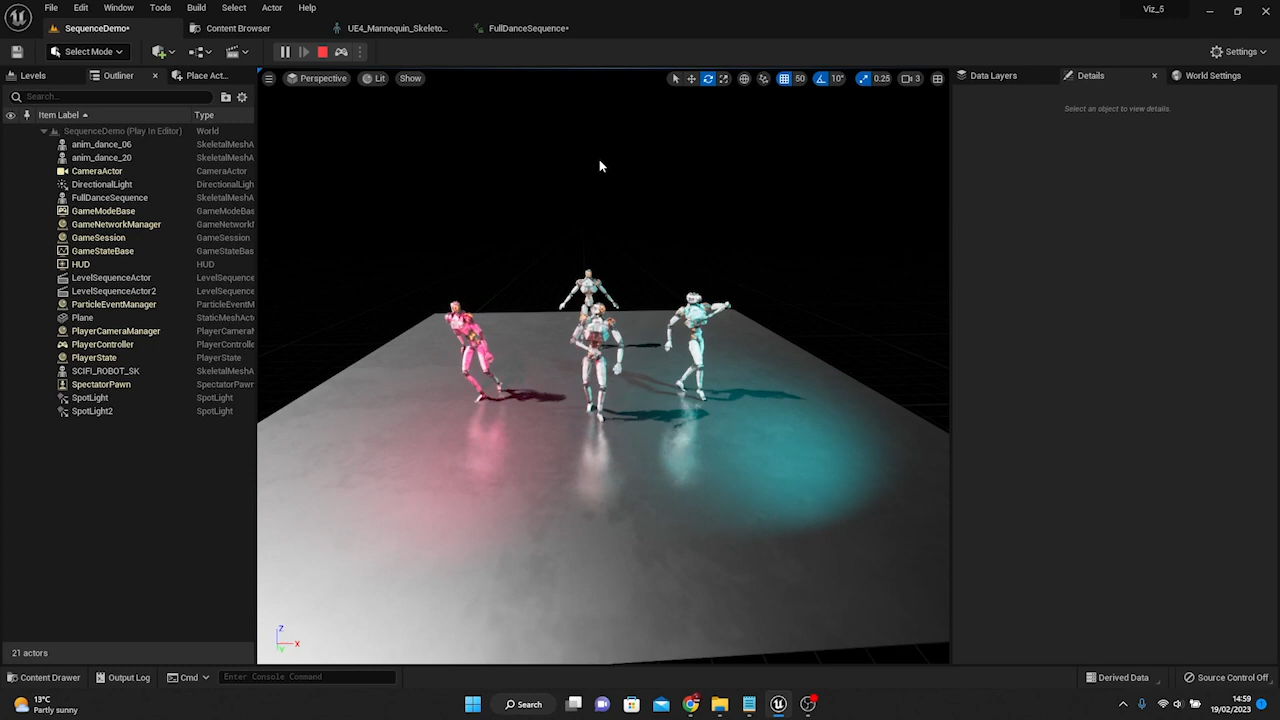 File Edit Window Tools Build Select Actor Help
Viz_5
SequenceDemo*
Content Browser
UE4_Mannequin_Skeleto...
FullDanceSequence*
Select Mode
Settings
Levels
Outliner
Place Act...
Perspective
Lit
Show
50
10°
0.25
3
Data Layers
Details
World Settings
Search...
Select an object to view details.
Item Label Type
SequenceDemo (Play In Editor) World
anim_dance_06 SkeletalMeshA
anim_dance_20 SkeletalMeshA
CameraActor CameraActor
DirectionalLight DirectionalLigh
FullDanceSequence SkeletalMeshA
GameModeBase GameModeBas
GameNetworkManager GameNetworkM
GameSession GameSession
GameStateBase GameStateBas
HUD HUD
LevelSequenceActor LevelSequence
LevelSequenceActor2 LevelSequence
ParticleEventManager ParticleEventM
Plane StaticMeshAct
PlayerCameraManager PlayerCameraM
PlayerController PlayerControlle
PlayerState PlayerState
SCIFI_ROBOT_SK SkeletalMeshA
SpectatorPawn SpectatorPawn
SpotLight SpotLight
SpotLight2 SpotLight
Z
X
Y
21 actors
Content Drawer
Output Log
Cmd
Enter Console Command
Derived Data
Source Control Off
13°C
Partly sunny
Search
14:59
19/02/2023